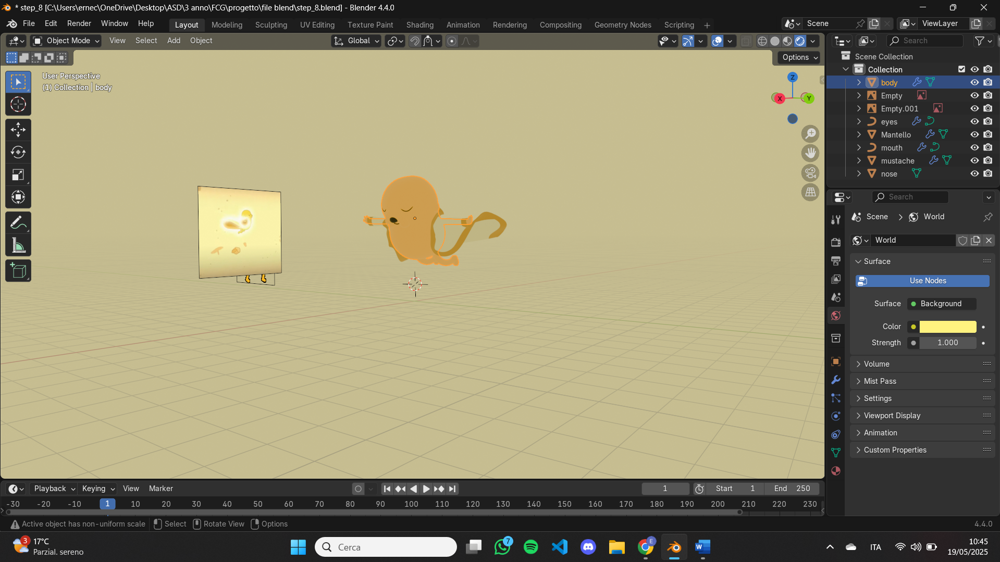 * step_8 [C:\Users\ernec\OneDrive\Desktop\ASD\3 anno\FCG\progetto\file blend\step_8.blend] - Blender 4.4.0
File Edit Render Window Help Layout Modeling Sculpting UV Editing Texture Paint Shading Animation Rendering Compositing Geometry Nodes Scripting Scene ViewLayer
Object Mode View Select Add Object Global Search
Options
User Perspective
(1) Collection | body
Z
X
Y
Scene Collection
Collection
body
Empty
Empty.001
eyes
Mantello
mouth
mustache
nose
Search
Scene World
World
Surface
Use Nodes
Surface Background
Color
Strength 1.000
Volume
Mist Pass
Settings
Viewport Display
Animation
Custom Properties
Playback Keying View Marker 1 Start 1 End 250
-30 -20 -10 1 10 20 30 40 50 60 70 80 90 100 110 120 130 140 150 160 170 180 190 200 210 220 230
Active object has non-uniform scale Select Rotate View Options 4.4.0
3 17°C
Parzial. sereno
Cerca
7
E
W
ITA
10:45
19/05/2025